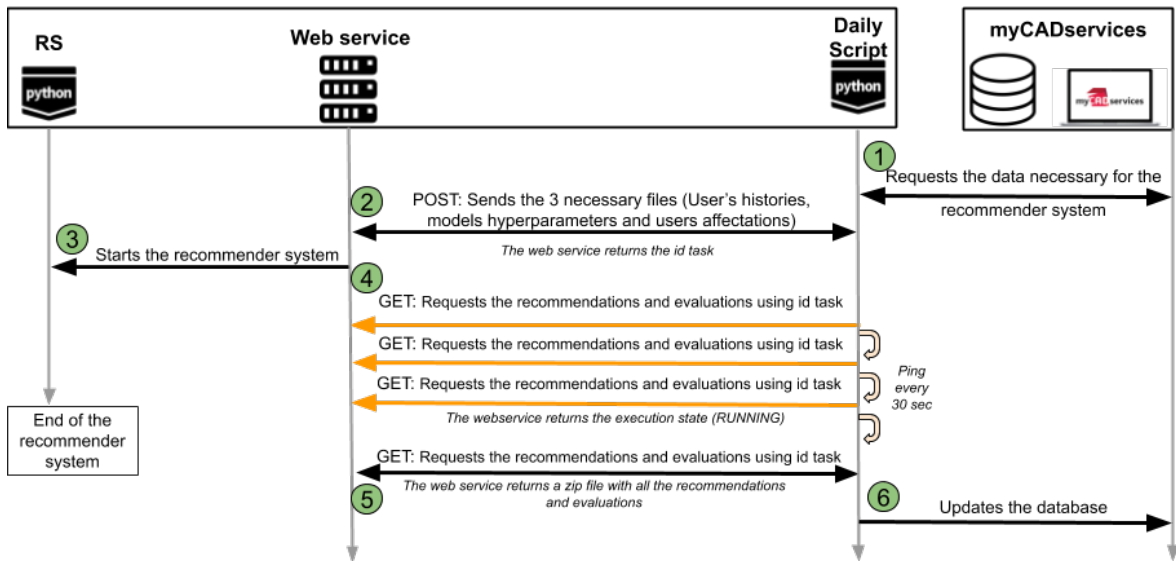 RS
Web service
Daily
Script
myCADservices
python
python
myCADservices
1
Requests the data necessary for the
recommender system
2
POST: Sends the 3 necessary files (User's histories,
models hyperparameters and users affectations)
The web service returns the id task
3
Starts the recommender system
4
GET: Requests the recommendations and evaluations using id task
GET: Requests the recommendations and evaluations using id task
GET: Requests the recommendations and evaluations using id task
The webservice returns the execution state (RUNNING)
Ping
every
30 sec
End of the
recommender
system
GET: Requests the recommendations and evaluations using id task
5
The web service returns a zip file with all the recommendations
and evaluations
6
Updates the database